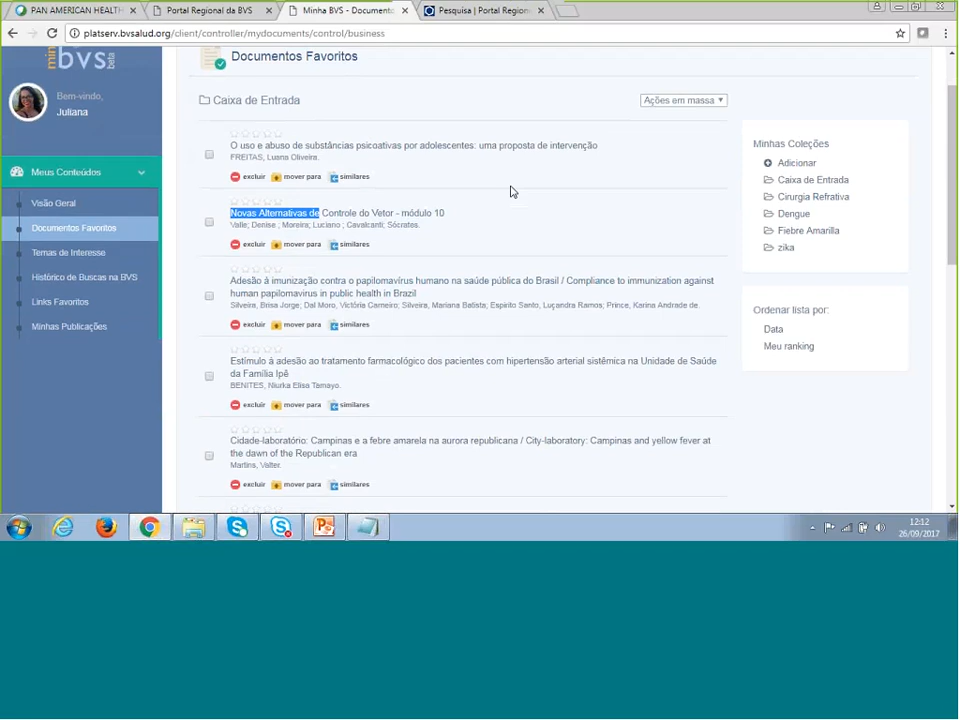 PAN AMERICAN HEALTH
Portal Regional da BVS
Minha BVS - Documento
Pesquisa | Portal Region
platserv.bvsalud.org/client/controller/mydocuments/control/business
minha
BVS
beta
Bem-vindo,
Juliana
Meus Conteúdos
Visão Geral
Documentos Favoritos
Temas de Interesse
Histórico de Buscas na BVS
Links Favoritos
Minhas Publicações
Documentos Favoritos
Caixa de Entrada
Ações em massa
O uso e abuso de substâncias psicoativas por adolescentes: uma proposta de intervenção
FREITAS, Luana Oliveira.
excluir mover para similares
Novas Alternativas de Controle do Vetor - módulo 10
Valle; Denise ; Moreira; Luciano ; Cavalcanti; Sócrates.
excluir mover para similares
Adesão à imunização contra o papilomavírus humano na saúde pública do Brasil / Compliance to immunization against
human papilomavirus in public health in Brazil
Silveira, Brisa Jorge; Dal Moro, Victória Carneiro; Silveira, Mariana Batista; Espírito Santo, Luçandra Ramos; Prince, Karina Andrade de.
excluir mover para similares
Estímulo à adesão ao tratamento farmacológico dos pacientes com hipertensão arterial sistêmica na Unidade de Saúde
da Família Ipê
BENITES, Niurka Elisa Tamayo.
excluir mover para similares
Cidade-laboratório: Campinas e a febre amarela na aurora republicana / City-laboratory: Campinas and yellow fever at
the dawn of the Republican era
Martins, Valter.
excluir mover para similares
Minhas Coleções
Adicionar
Caixa de Entrada
Cirurgia Refrativa
Dengue
Fiebre Amarilla
zika
Ordenar lista por:
Data
Meu ranking
12:12
26/09/2017